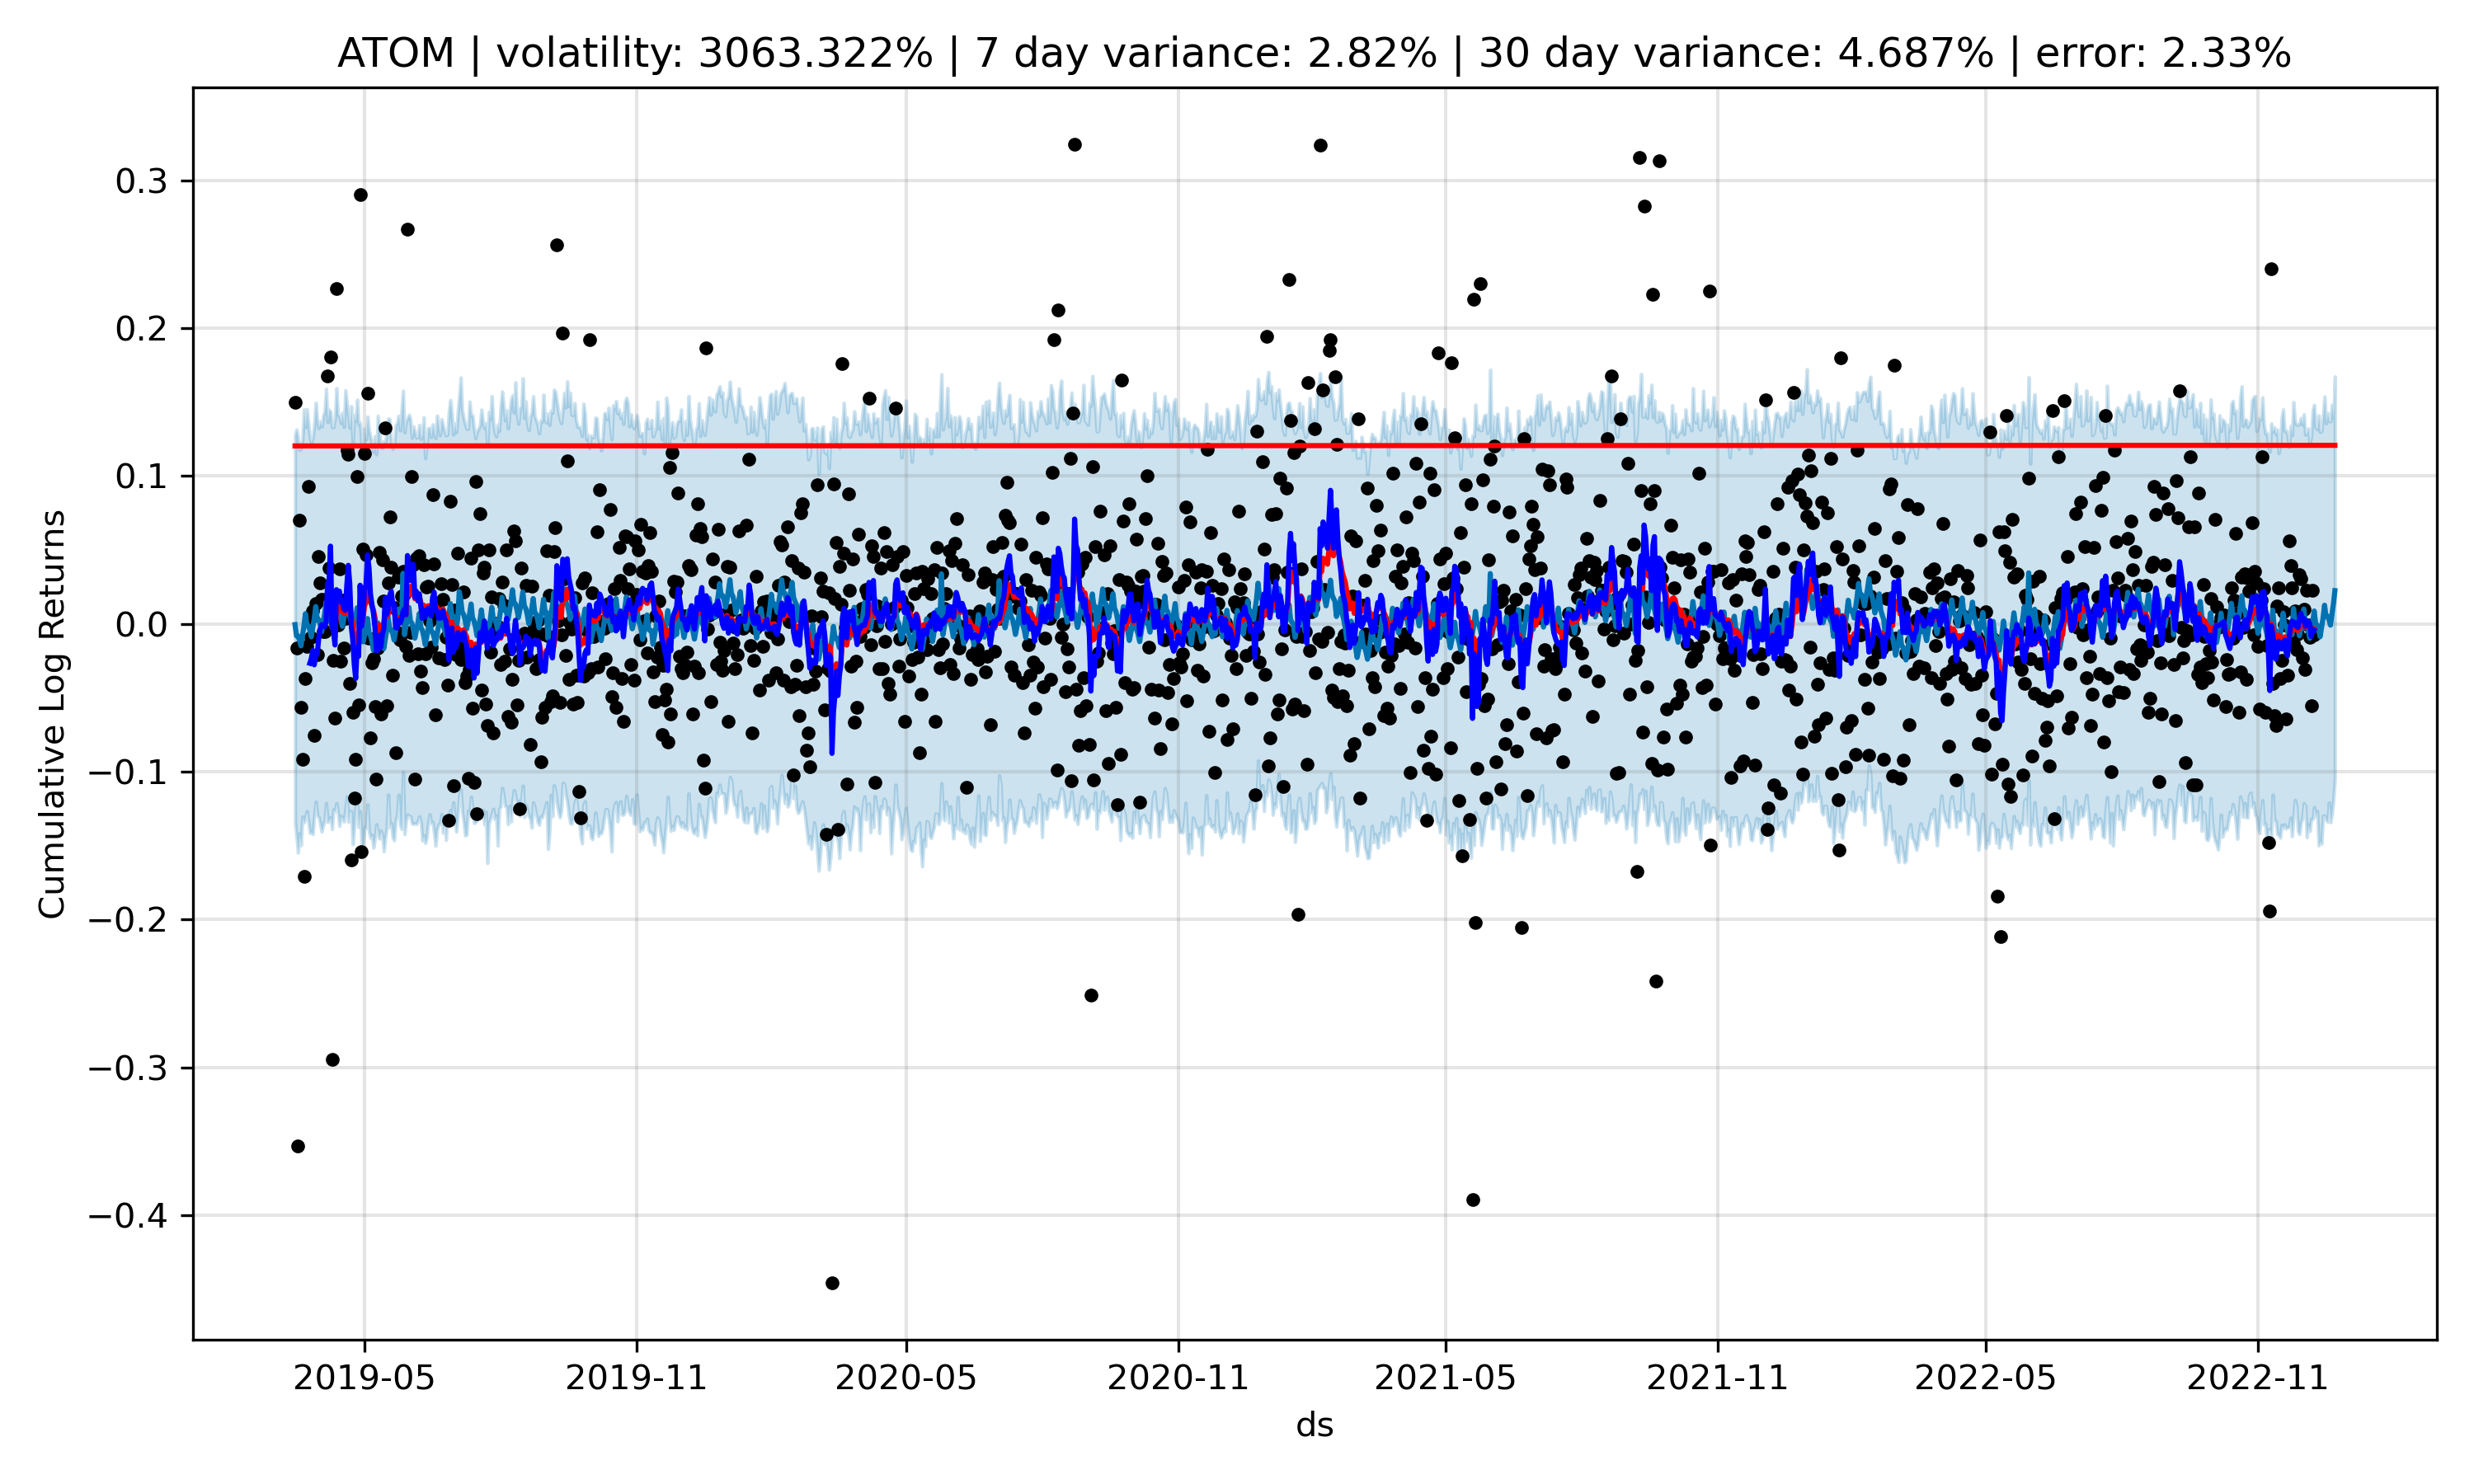 ATOM | volatility: 3063.322% | 7 day variance: 2.82% | 30 day variance: 4.687% | error: 2.33%
0.3
0.2
0.1
0.0
−0.1
−0.2
−0.3
−0.4
Cumulative Log Returns
2019-05 2019-11 2020-05 2020-11 2021-05 2021-11 2022-05 2022-11
ds